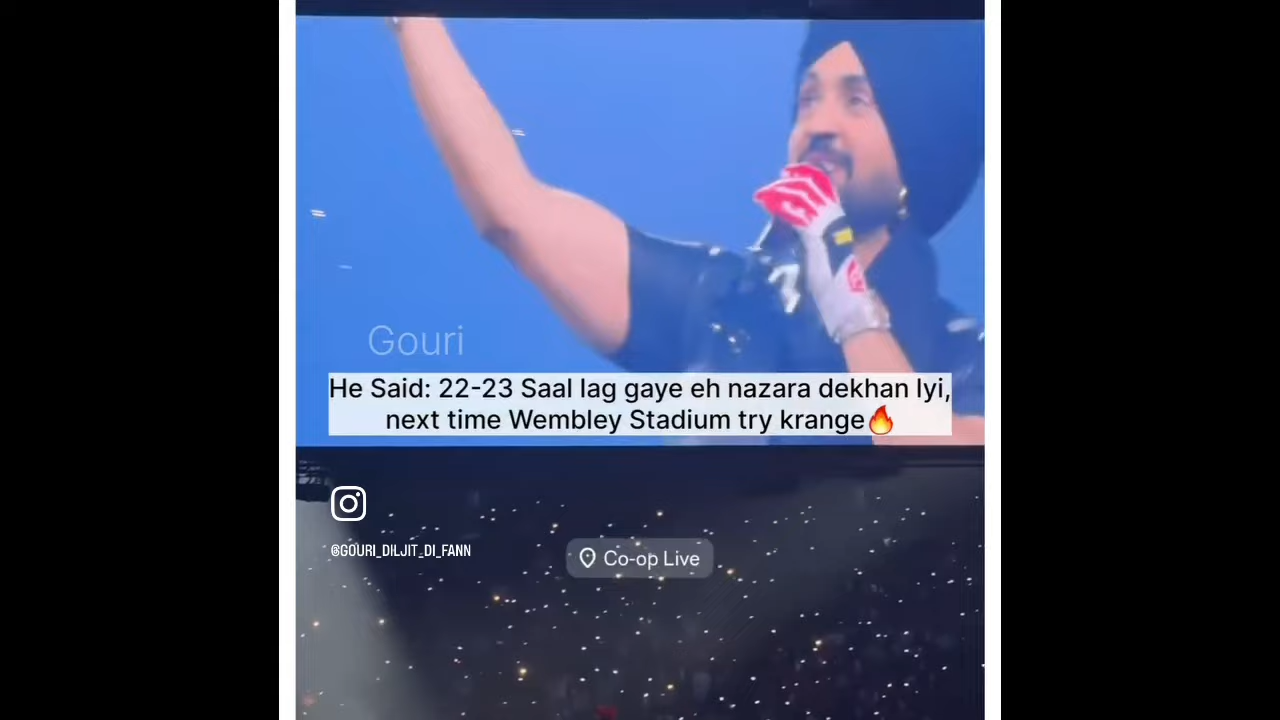 Gouri
He Said: 22-23 Saal lag gaye eh nazara dekhan lyi,
next time Wembley Stadium try krange🔥
@GOURI_DILJIT_DI_FANN
Co-op Live